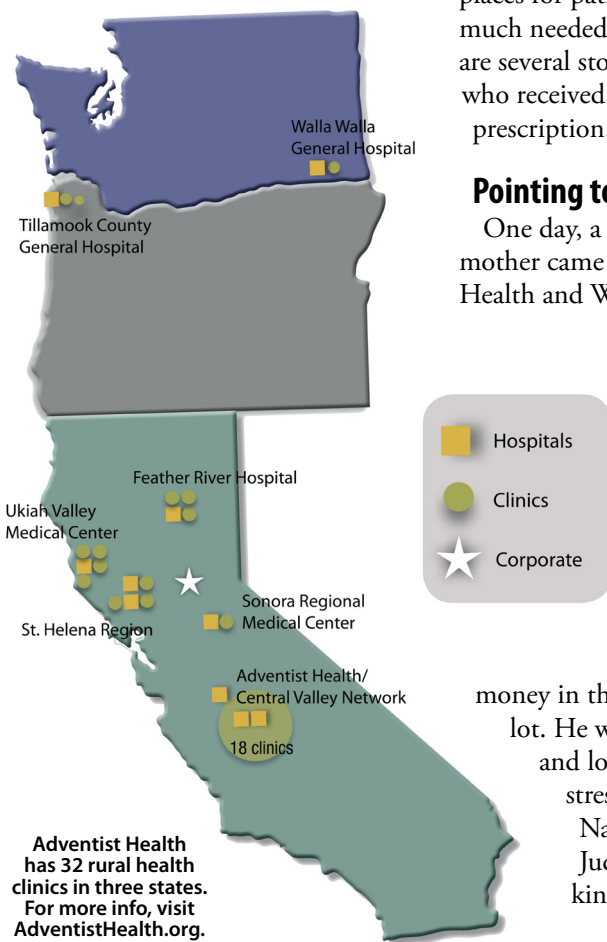 places for pat
much needed
are several sto
who received
prescription.
Pointing to
One day, a
mother came
Health and W
Walla Walla
General Hospital
Tillamook County
General Hospital
Hospitals
Clinics
Corporate
Feather River Hospital
Ukiah Valley
Medical Center
St. Helena Region
Sonora Regional
Medical Center
Adventist Health/
Central Valley Network
18 clinics
money in th
lot. He w
and lo
stres
Na
Juc
kin
Adventist Health
has 32 rural health
clinics in three states.
For more info, visit
AdventistHealth.org.